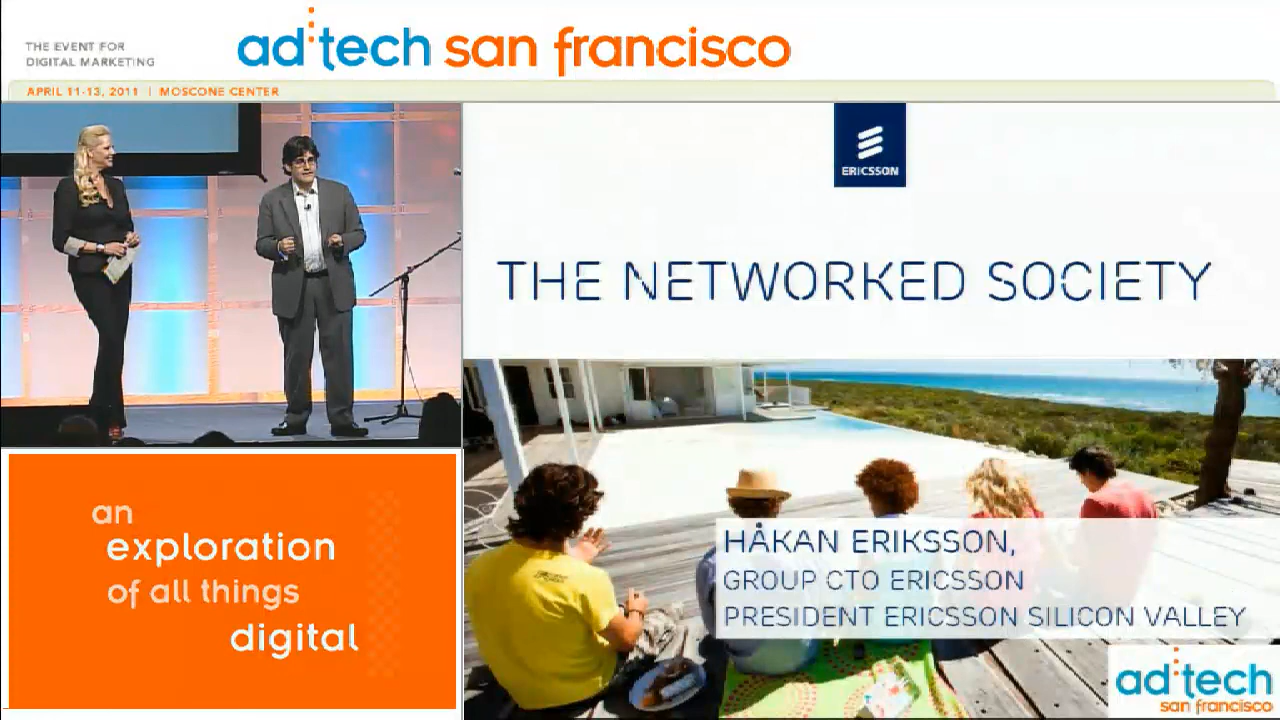 THE EVENT FOR
DIGITAL MARKETING
ad:tech san francisco
APRIL 11-13, 2011 | MOSCONE CENTER
ERICSSON
THE NETWORKED SOCIETY
HÅKAN ERIKSSON,
GROUP CTO ERICSSON
PRESIDENT ERICSSON SILICON VALLEY
an
exploration
of all things
digital
ad:tech
san francisco